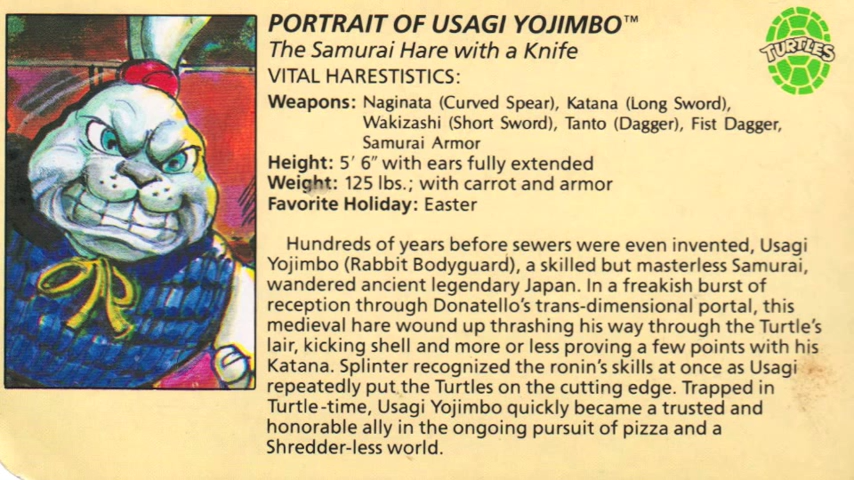 PORTRAIT OF USAGI YOJIMBO™
The Samurai Hare with a Knife
VITAL HARESTISTICS:
Weapons: Naginata (Curved Spear), Katana (Long Sword),
Wakizashi (Short Sword), Tanto (Dagger), Fist Dagger,
Samurai Armor
Height: 5′ 6″ with ears fully extended
Weight: 125 lbs.; with carrot and armor
Favorite Holiday: Easter
Hundreds of years before sewers were even invented, Usagi
Yojimbo (Rabbit Bodyguard), a skilled but masterless Samurai,
wandered ancient legendary Japan. In a freakish burst of
reception through Donatello's trans-dimensional portal, this
medieval hare wound up thrashing his way through the Turtle's
lair, kicking shell and more or less proving a few points with his
Katana. Splinter recognized the ronin's skills at once as Usagi
repeatedly put the Turtles on the cutting edge. Trapped in
Turtle-time, Usagi Yojimbo quickly became a trusted and
honorable ally in the ongoing pursuit of pizza and a
Shredder-less world.
TURTLES